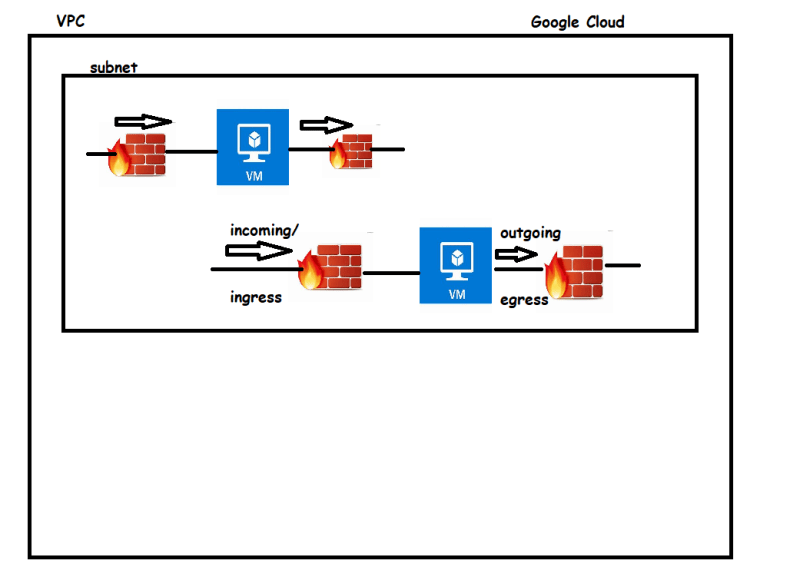 VPC
Google Cloud
subnet
VM
incoming/
outgoing
VM
ingress
egress